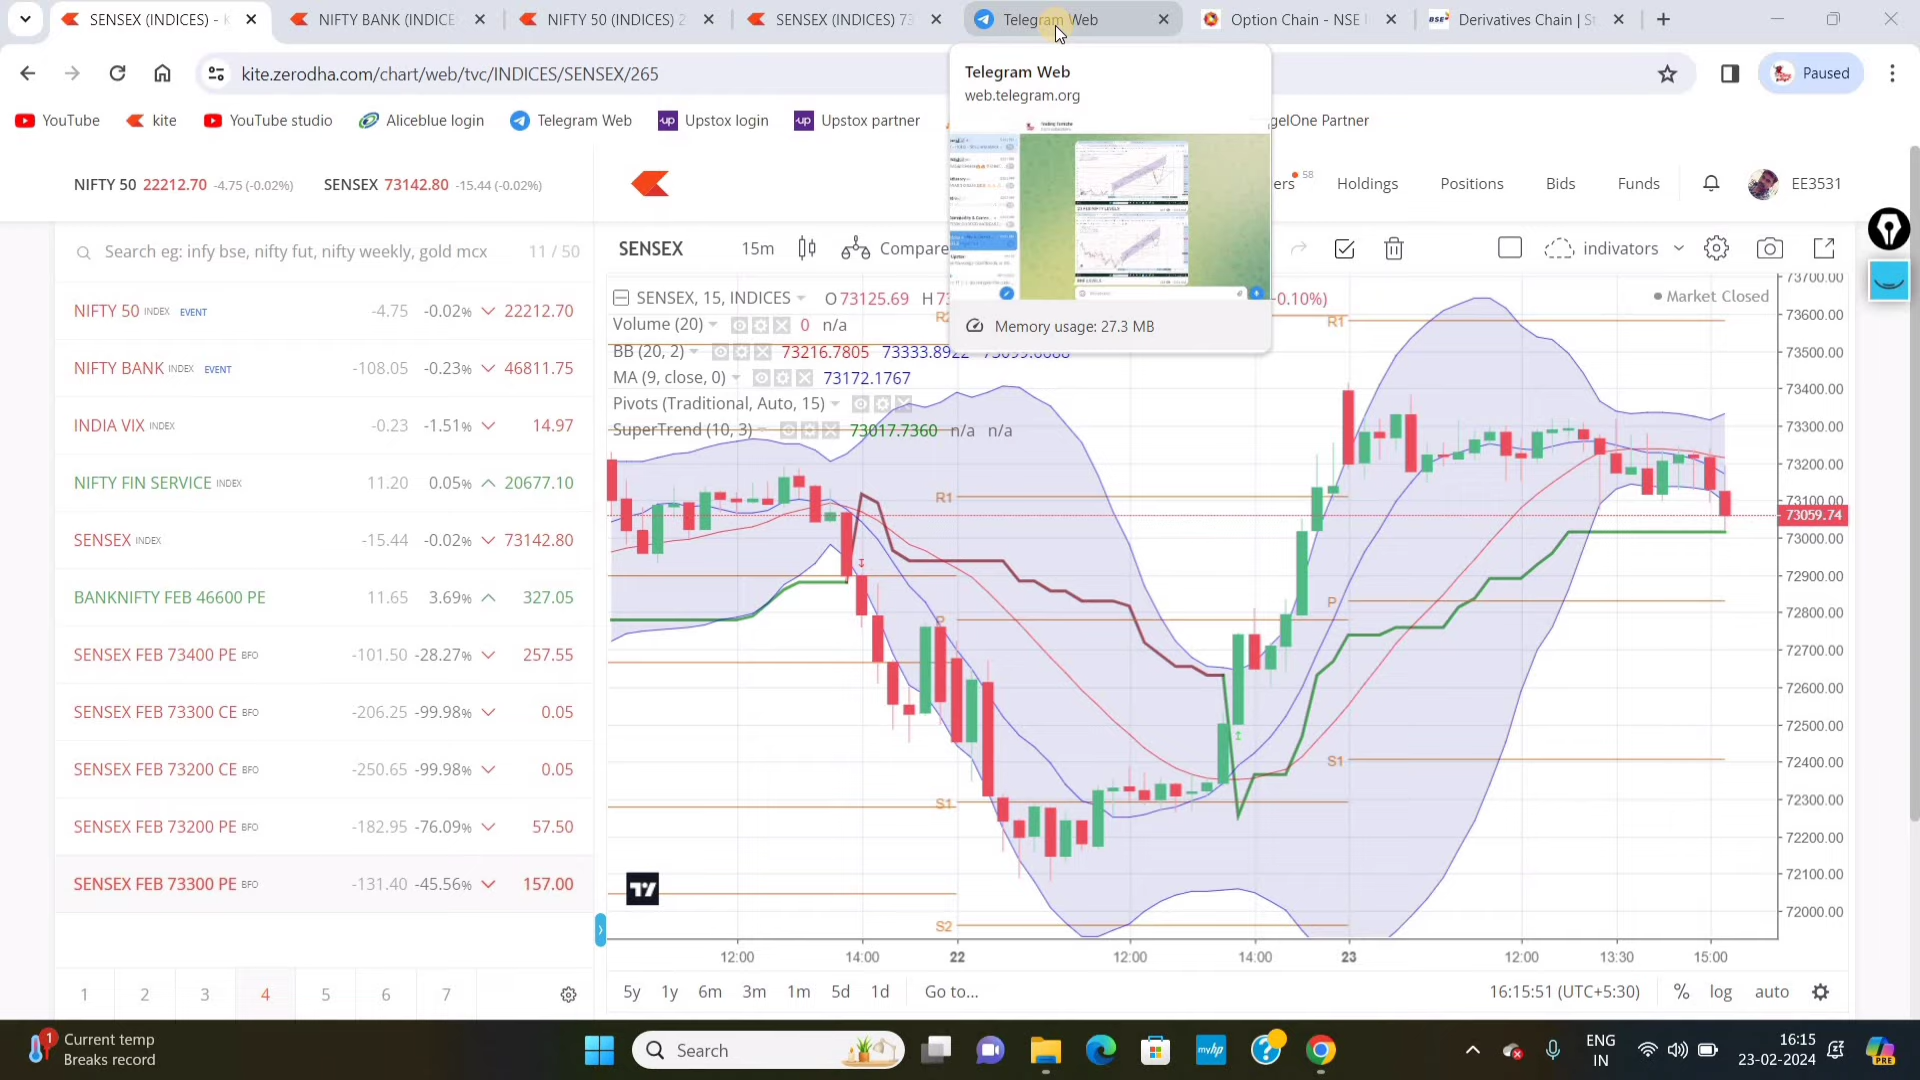 SENSEX (INDICES) -
NIFTY BANK (INDICE
NIFTY 50 (INDICES) 2
SENSEX (INDICES) 73
Telegram Web
Option Chain - NSE
Derivatives Chain | St
kite.zerodha.com/chart/web/tvc/INDICES/SENSEX/265
Paused
Telegram Web
web.telegram.org
Memory usage: 27.3 MB
YouTube
kite
YouTube studio
Aliceblue login
Telegram Web
Upstox login
Upstox partner
gelOne Partner
NIFTY 50 22212.70 -4.75 (-0.02%)
SENSEX 73142.80 -15.44 (-0.02%)
ers 58
Holdings
Positions
Bids
Funds
EE3531
Search eg: infy bse, nifty fut, nifty weekly, gold mcx 11 / 50
SENSEX 15m Compare
indivators
NIFTY 50 INDEX EVENT -4.75 -0.02% 22212.70
NIFTY BANK INDEX EVENT -108.05 -0.23% 46811.75
INDIA VIX INDEX -0.23 -1.51% 14.97
NIFTY FIN SERVICE INDEX 11.20 0.05% 20677.10
SENSEX INDEX -15.44 -0.02% 73142.80
BANKNIFTY FEB 46600 PE 11.65 3.69% 327.05
SENSEX FEB 73400 PE BFO -101.50 -28.27% 257.55
SENSEX FEB 73300 CE BFO -206.25 -99.98% 0.05
SENSEX FEB 73200 CE BFO -250.65 -99.98% 0.05
SENSEX FEB 73200 PE BFO -182.95 -76.09% 57.50
SENSEX FEB 73300 PE BFO -131.40 -45.56% 157.00
1 2 3 4 5 6 7
SENSEX, 15, INDICES O 73125.69 H 73
-0.10%)
Market Closed
Volume (20) 0 n/a
BB (20, 2) 73216.7805
MA (9, close, 0) 73172.1767
Pivots (Traditional, Auto, 15)
SuperTrend (10, 3) 73017.7360 n/a n/a
R1
R1
P
P
S1
S1
S2
73700.00
73600.00
73500.00
73400.00
73300.00
73200.00
73100.00
73059.74
73000.00
72900.00
72800.00
72700.00
72600.00
72500.00
72400.00
72300.00
72200.00
72100.00
72000.00
12:00 14:00 22 12:00 14:00 23 12:00 13:30 15:00
5y 1y 6m 3m 1m 5d 1d Go to...
16:15:51 (UTC+5:30) % log auto
1
Current temp
Breaks record
Search
myhp
ENG
IN
16:15
23-02-2024
PRE